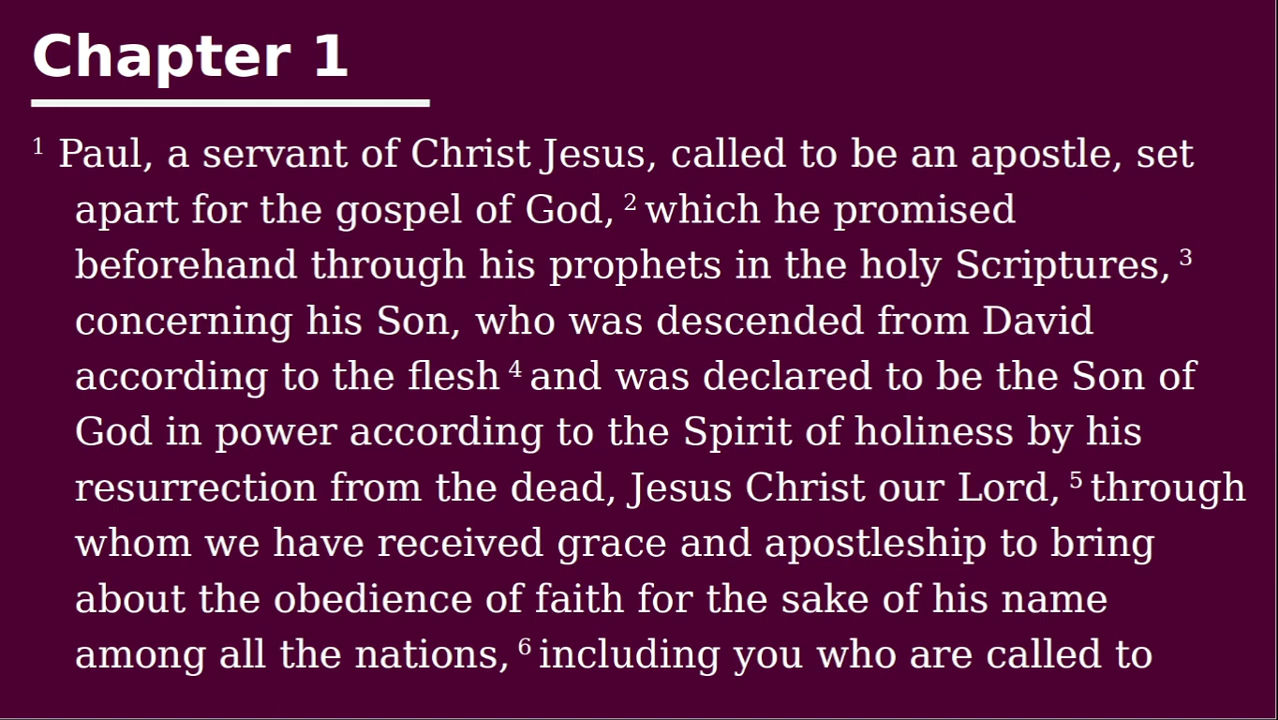 Chapter 1
1 Paul, a servant of Christ Jesus, called to be an apostle, set
apart for the gospel of God, 2 which he promised
beforehand through his prophets in the holy Scriptures, 3
concerning his Son, who was descended from David
according to the flesh 4 and was declared to be the Son of
God in power according to the Spirit of holiness by his
resurrection from the dead, Jesus Christ our Lord, 5 through
whom we have received grace and apostleship to bring
about the obedience of faith for the sake of his name
among all the nations, 6 including you who are called to